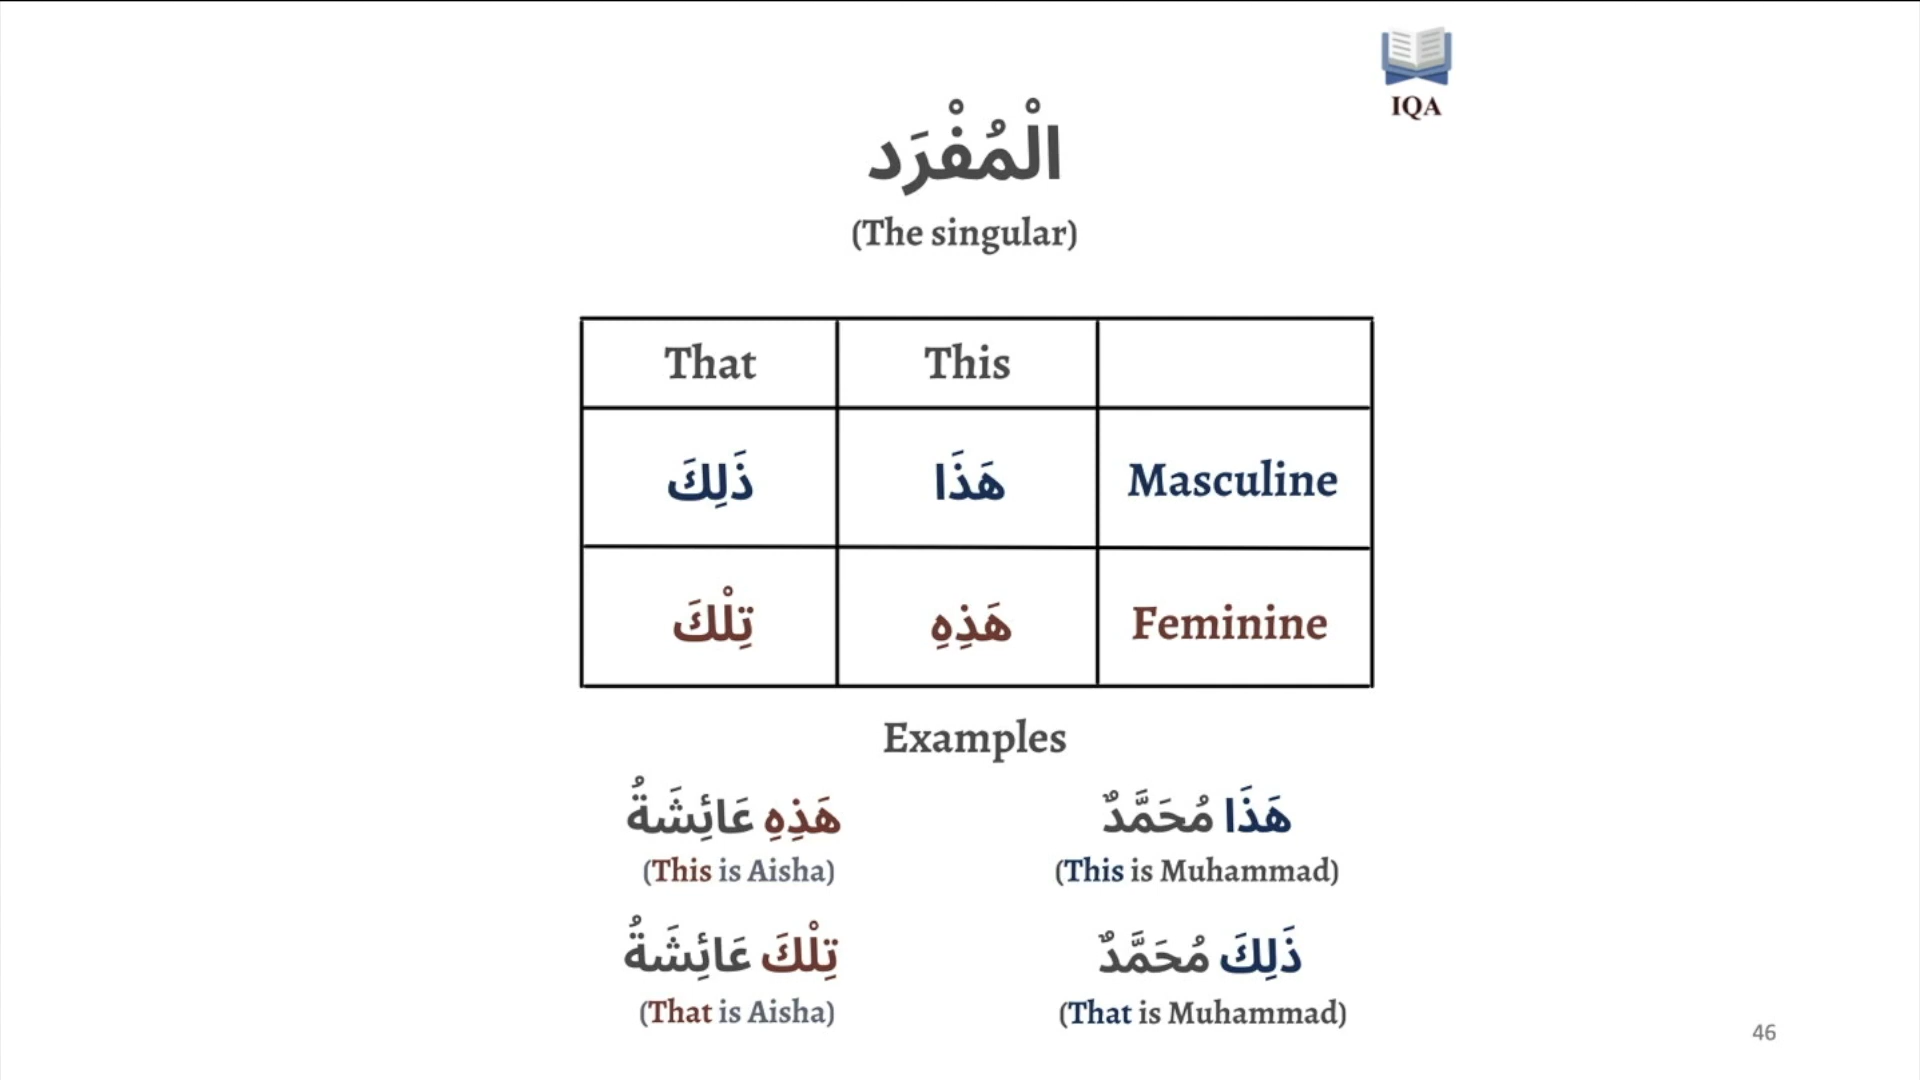 IQA
الْمُفْرَد
(The singular)
That This
ذَلِكَ هَذَا Masculine
تِلْكَ هَذِهِ Feminine
Examples
هَذَا مُحَمَّدٌ
(This is Muhammad)
هَذِهِ عَائِشَةُ
(This is Aisha)
ذَلِكَ مُحَمَّدٌ
(That is Muhammad)
تِلْكَ عَائِشَةُ
(That is Aisha)
46